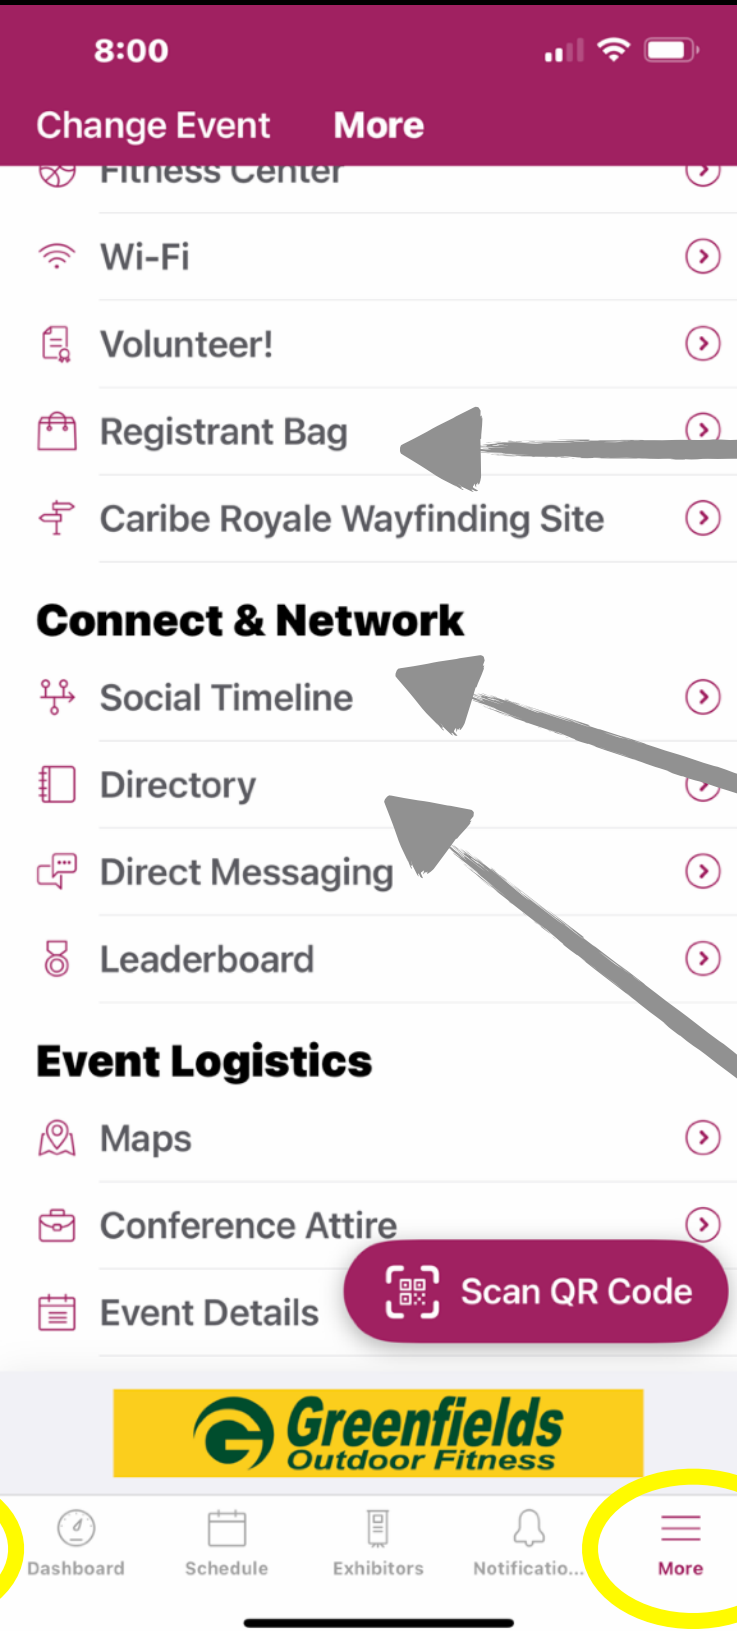 8:00
Change Event More
Fitness Center
Wi-Fi
Volunteer!
Registrant Bag
Caribe Royale Wayfinding Site
Connect & Network
Social Timeline
Directory
Direct Messaging
Leaderboard
Event Logistics
Maps
Conference Attire
Scan QR Code
Event Details
Greenfields
Outdoor Fitness
Dashboard Schedule Exhibitors Notificatio... More